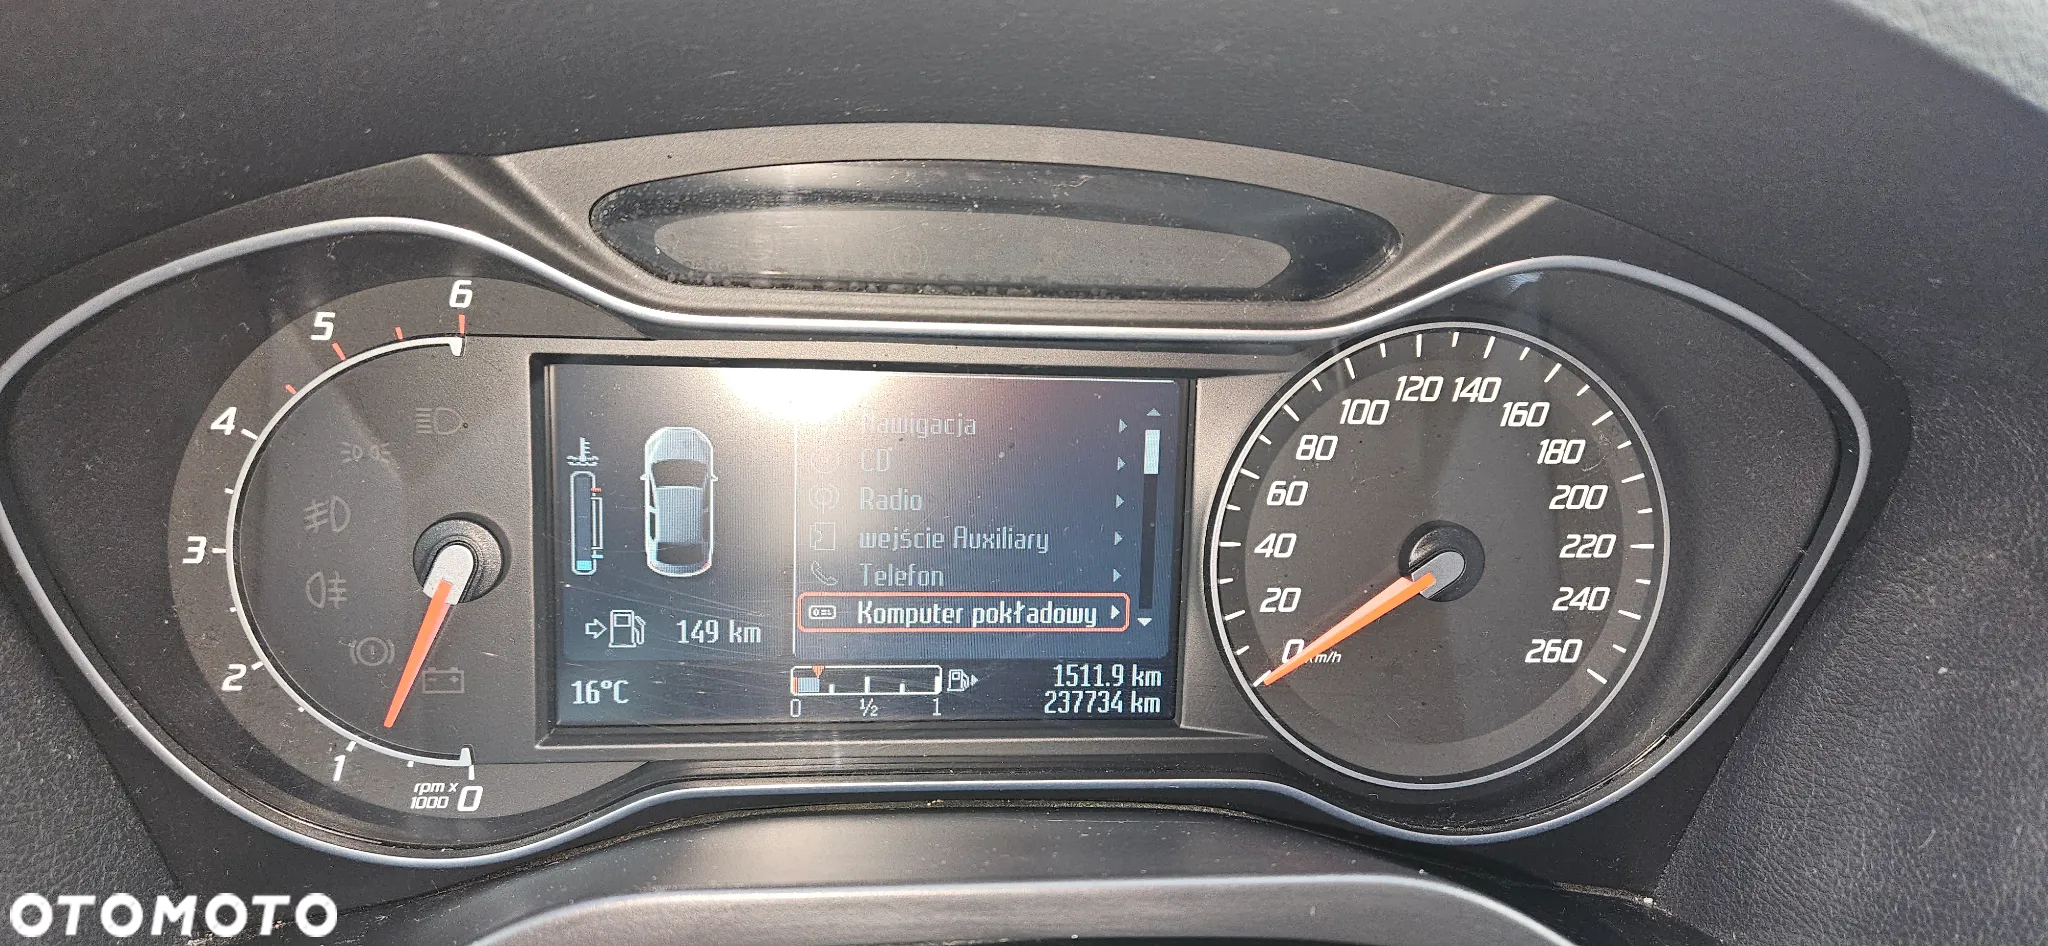 6
5
4
3
2
1
rpm x
1000
0
Nawigacja
CD
Radio
wejście Auxiliary
Telefon
Komputer pokładowy
149 km
16°C
0 ½ 1
1511.9 km
237734 km
0
20
40
60
80
100
120
140
160
180
200
220
240
260
km/h
OTOMOTO